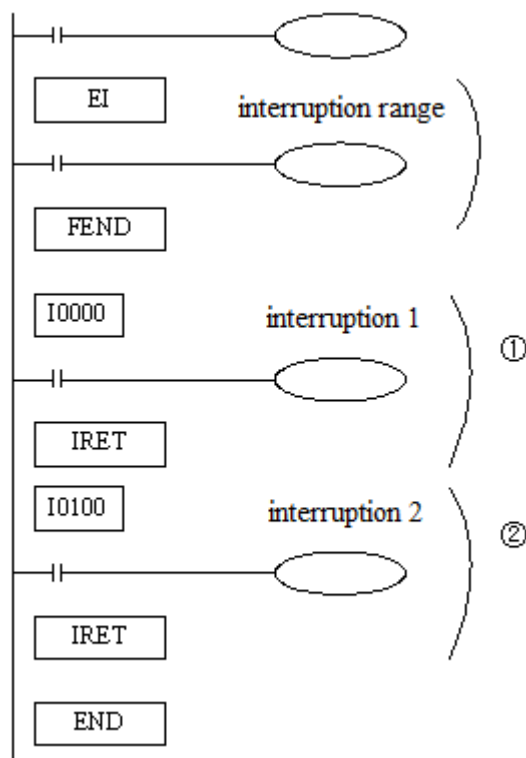 EI
interruption range
FEND
I0000
interruption 1
①
IRET
I0100
interruption 2
②
IRET
END